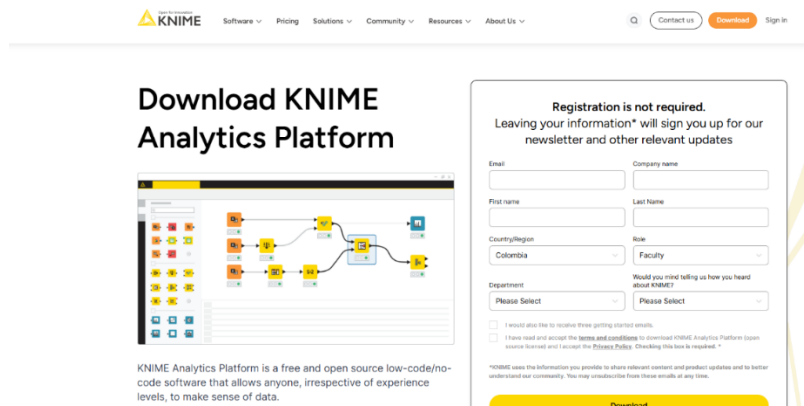 Open for Innovation
KNIME
Software
Pricing
Solutions
Community
Resources
About Us
Contact us
Download
Sign in
Download KNIME
Analytics Platform
KNIME Analytics Platform is a free and open source low-code/no-
code software that allows anyone, irrespective of experience
levels, to make sense of data.
Registration is not required.
Leaving your information* will sign you up for our
newsletter and other relevant updates
Email
Company name
First name
Last Name
Country/Region
Role
Colombia
Faculty
Department
Would you mind telling us how you heard
about KNIME?
Please Select
Please Select
I would also like to receive three getting started emails.
I have read and accept the terms and conditions to download KNIME Analytics Platform (open
source licensed) and I accept the Privacy Policy. Checking this box is required. *
*KNIME uses the information you provide to share relevant content and product updates and to better
understand our community. You may unsubscribe from these emails at any time.
Download